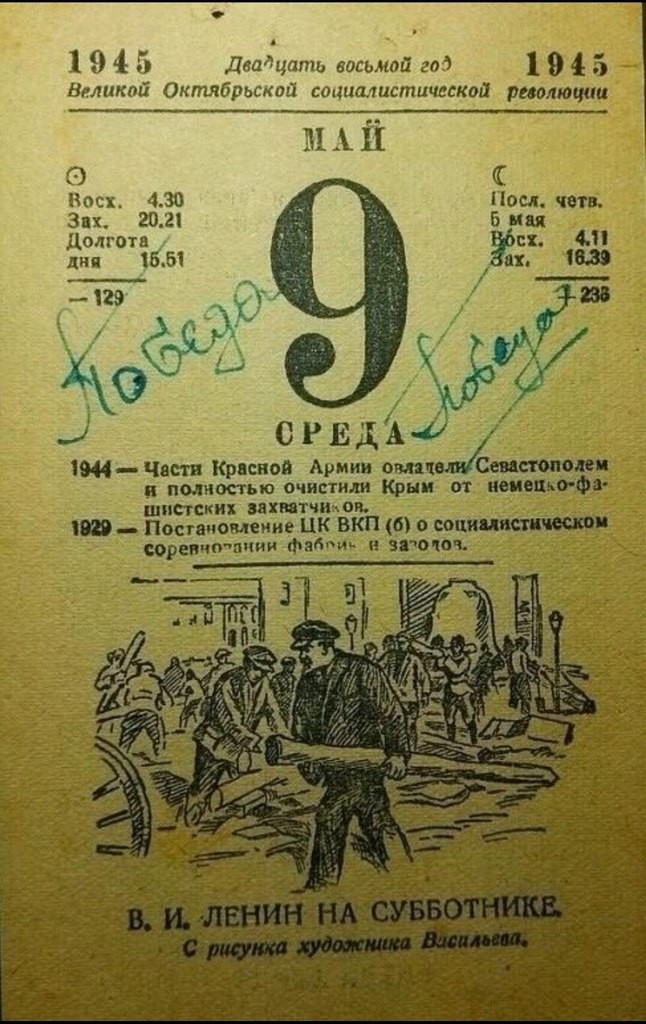 1945 Двадцать восьмой год 1945
Великой Октябрьской социалистической революции
МАЙ
Восх. 4.30
Зах. 20.21
Долгота
дня 15.51
— 129
9
Посл. четв.
5 мая
Восх. 4.11
Зах. 16.39
+ 236
Победа
Победа!
СРЕДА
1944 — Части Красной Армии овладели Севастополем
и полностью очистили Крым от немецко-фа-
шистских захватчиков.
1929 — Постановление ЦК ВКП (б) о социалистическом
соревновании фабрик и заводов.
В. И. ЛЕНИН НА СУББОТНИКЕ.
С рисунка художника Васильева.